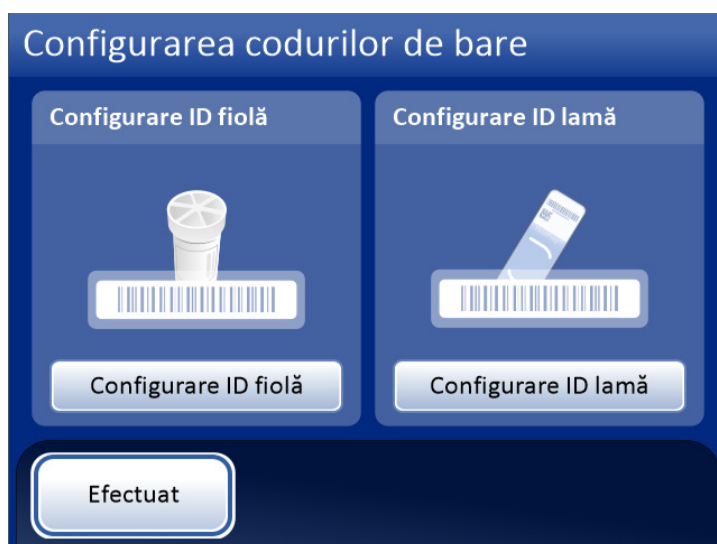 Configurarea codurilor de bare
Configurare ID fiolă
Configurare ID lamă
Configurare ID fiolă
Configurare ID lamă
Efectuat